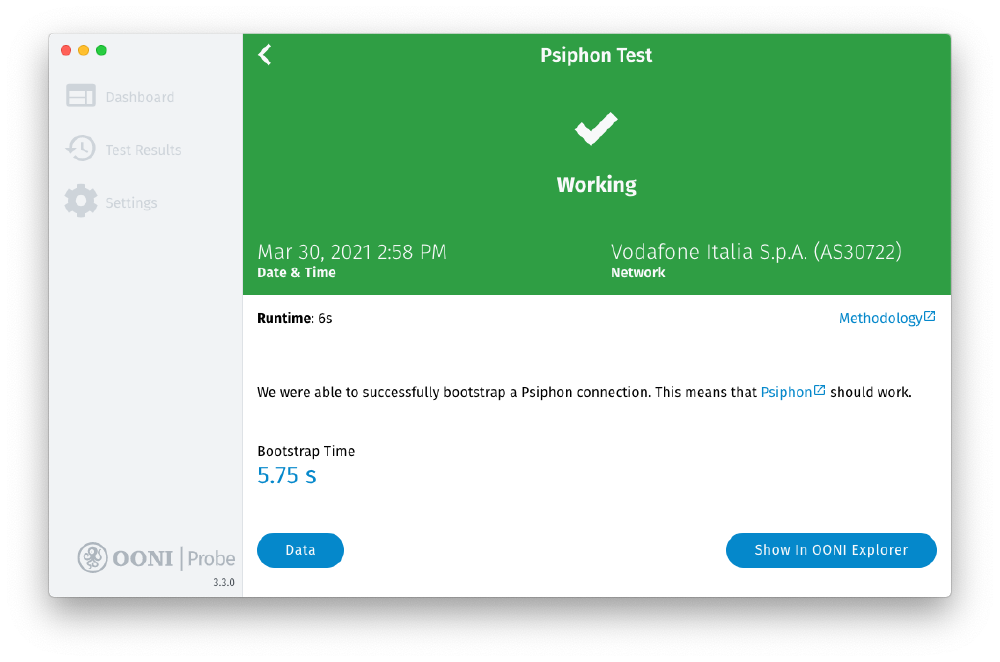 Psiphon Test
Dashboard
Test Results
Settings
Working
Mar 30, 2021 2:58 PM
Date & Time
Vodafone Italia S.p.A. (AS30722)
Network
Runtime: 6s
Methodology
We were able to successfully bootstrap a Psiphon connection. This means that Psiphon should work.
Bootstrap Time
5.75 s
Data
Show In OONI Explorer
OONI Probe
3.3.0